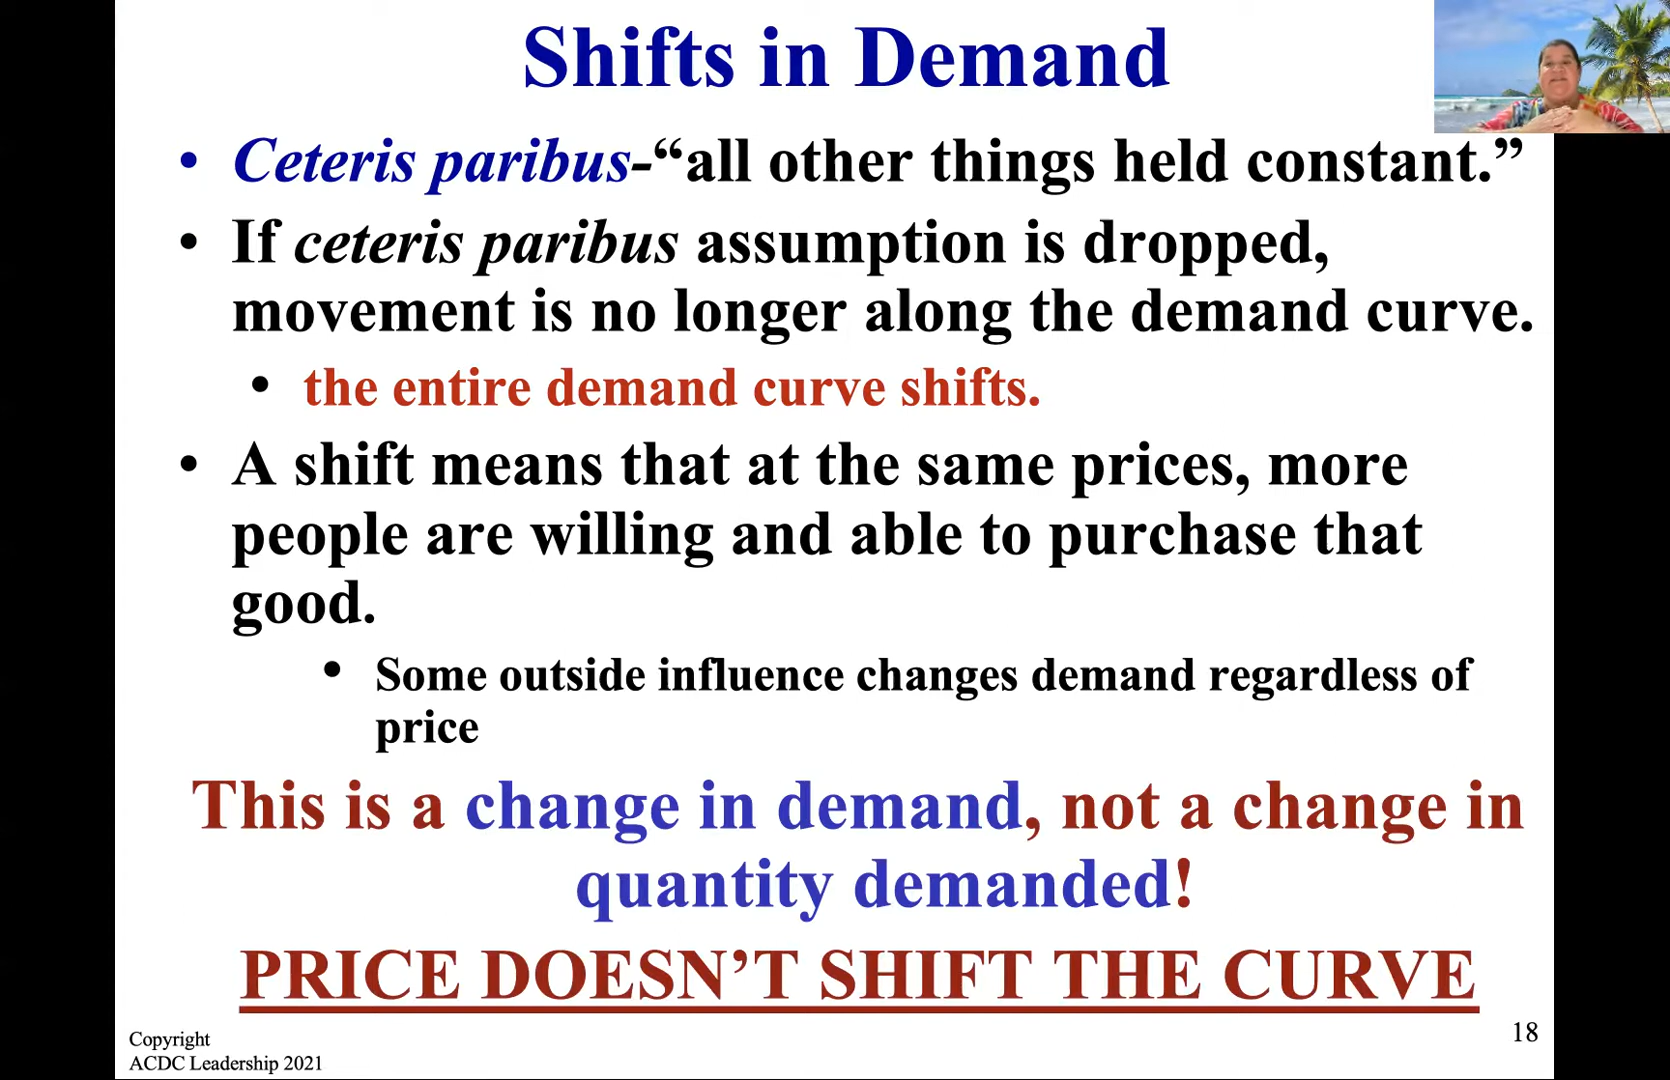 Shifts in Demand
• Ceteris paribus-“all other things held constant.”
• If ceteris paribus assumption is dropped,
movement is no longer along the demand curve.
• the entire demand curve shifts.
• A shift means that at the same prices, more
people are willing and able to purchase that
good.
• Some outside influence changes demand regardless of
price
This is a change in demand, not a change in
quantity demanded!
PRICE DOESN’T SHIFT THE CURVE
Copyright
ACDC Leadership 2021
18